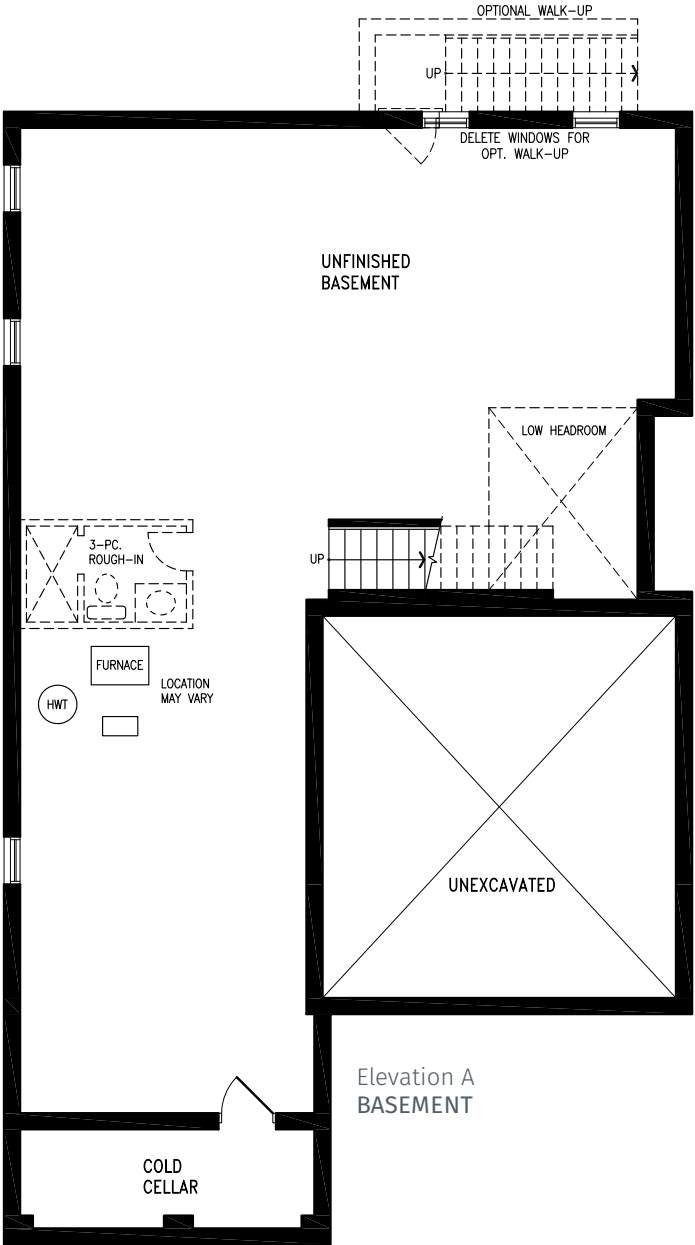 OPTIONAL WALK-UP
UP
DELETE WINDOWS FOR
OPT. WALK-UP
UNFINISHED
BASEMENT
LOW HEADROOM
3-PC.
ROUGH-IN
UP
FURNACE
LOCATION
MAY VARY
HWT
UNEXCAVATED
Elevation A
BASEMENT
COLD
CELLAR